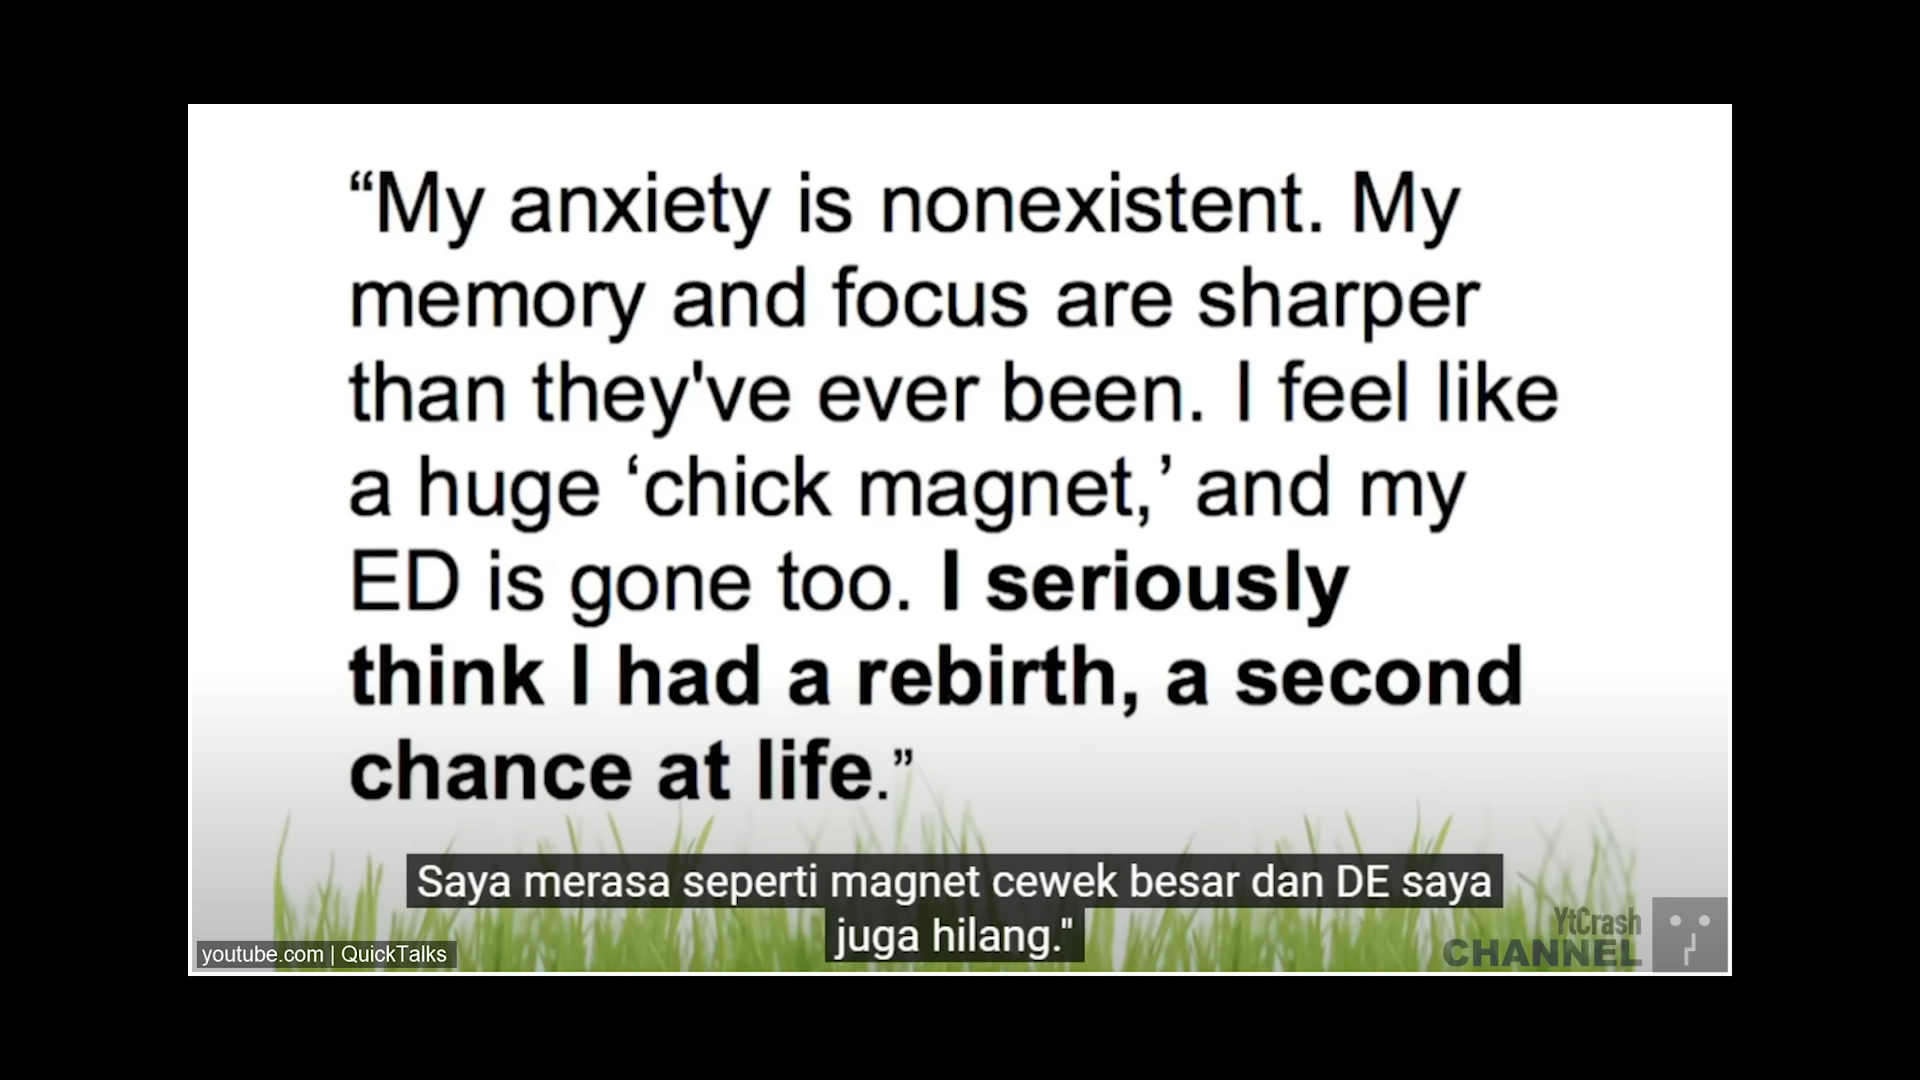 “My anxiety is nonexistent. My
memory and focus are sharper
than they've ever been. I feel like
a huge ‘chick magnet,’ and my
ED is gone too. I seriously
think I had a rebirth, a second
chance at life.”
Saya merasa seperti magnet cewek besar dan DE saya
juga hilang."
youtube.com | QuickTalks
YtCrash
CHANNEL